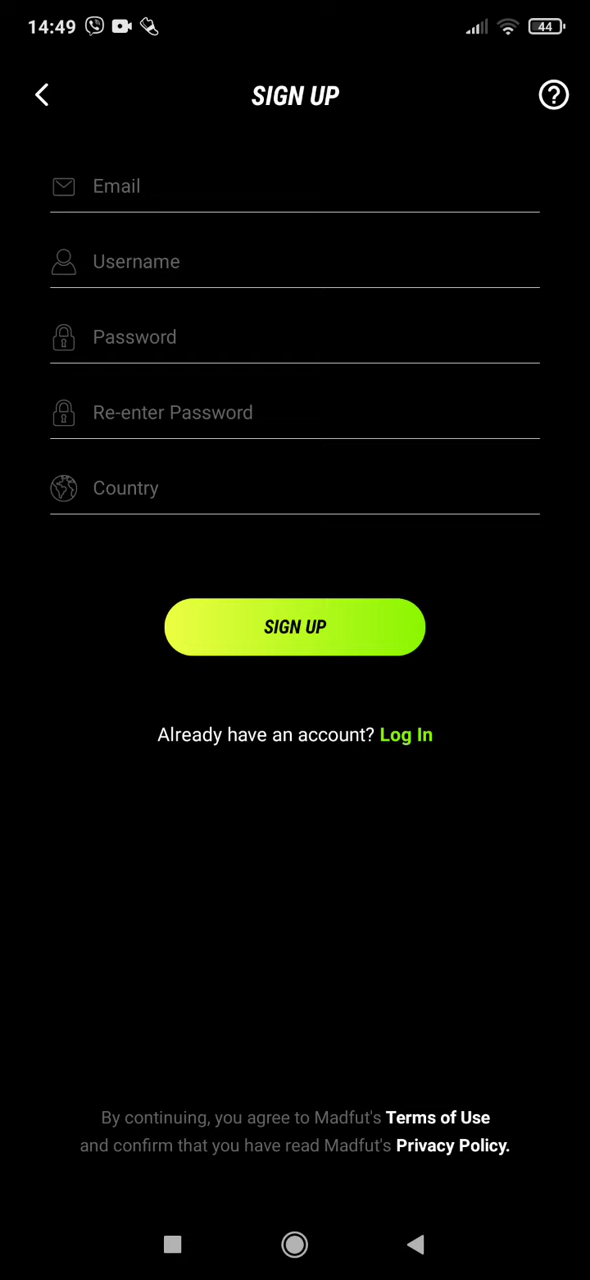 14:49
44
SIGN UP
Email
Username
Password
Re-enter Password
Country
SIGN UP
Already have an account? Log In
By continuing, you agree to Madfut's Terms of Use
and confirm that you have read Madfut's Privacy Policy.